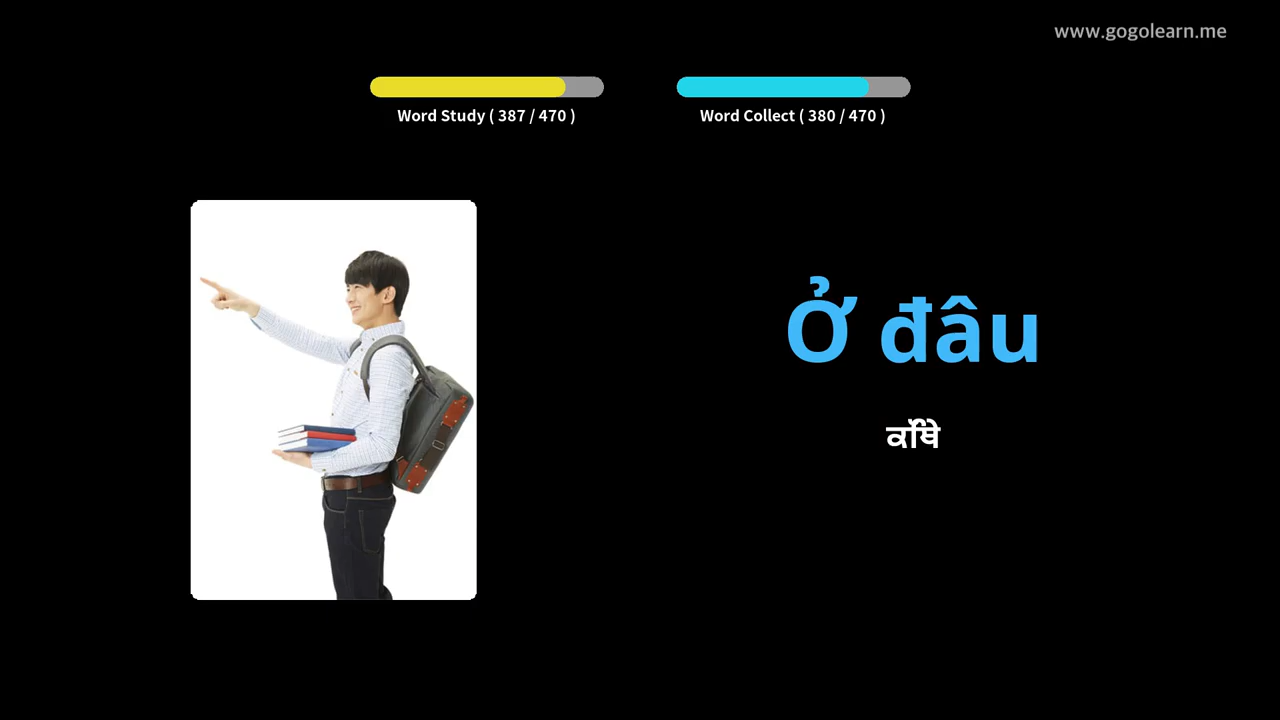 www.gogolearn.me
Word Study ( 387 / 470 )
Word Collect ( 380 / 470 )
Ở đâu
ਕਿੱਥੇ